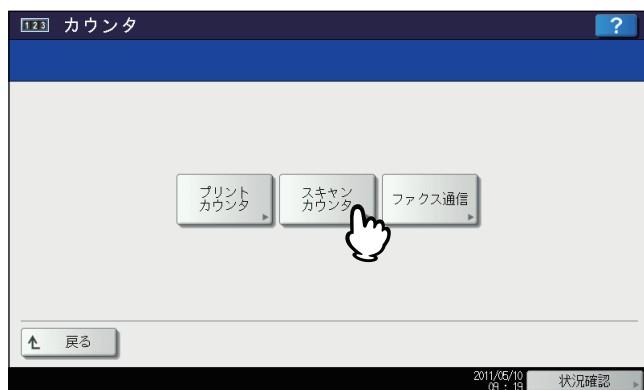 123 カウンタ
?
プリント
カウンタ
スキャン
カウンタ
ファクス通信
戻る
2011/05/10
09 : 19
状況確認